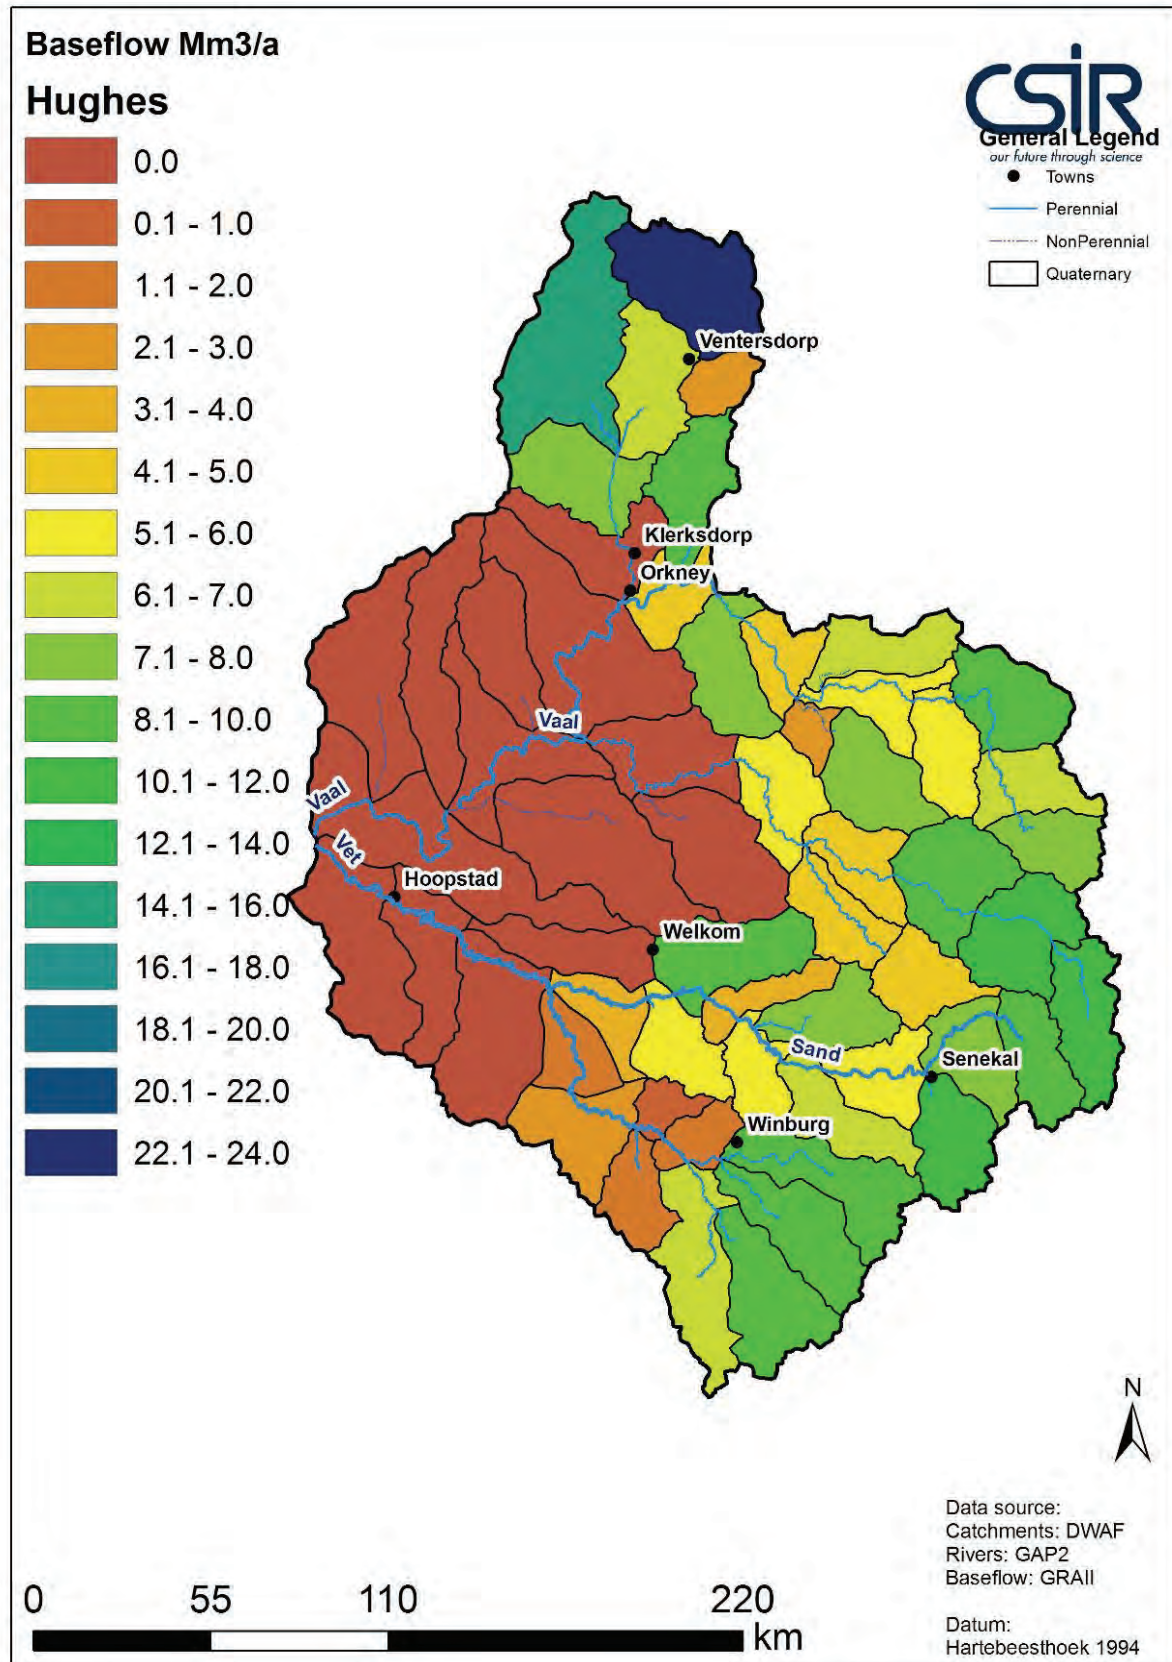 Baseflow Mm3/a
Hughes
0.0
0.1 - 1.0
1.1 - 2.0
2.1 - 3.0
3.1 - 4.0
4.1 - 5.0
5.1 - 6.0
6.1 - 7.0
7.1 - 8.0
8.1 - 10.0
10.1 - 12.0
12.1 - 14.0
14.1 - 16.0
16.1 - 18.0
18.1 - 20.0
20.1 - 22.0
22.1 - 24.0
CSIR
General Legend
our future through science
Towns
Perennial
NonPerennial
Quaternary
Ventersdorp
Klerksdorp
Orkney
Vaal
Vaal
Vet
Hoopstad
Welkom
Sand
Senekal
Winburg
N
Data source:
Catchments: DWAF
Rivers: GAP2
Baseflow: GRAII
Datum:
Hartebeesthoek 1994
0 55 110 220
km